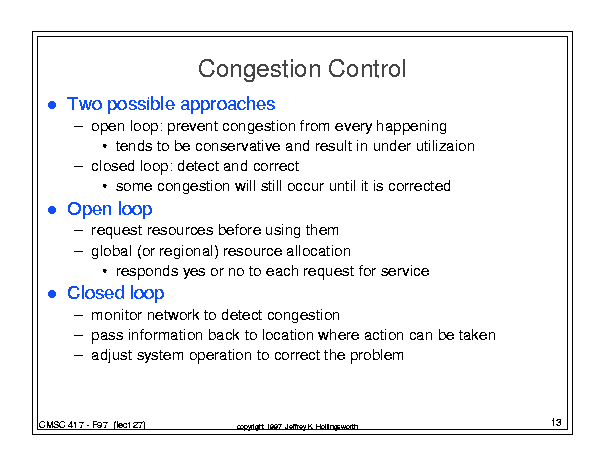 Congestion Control
● Two possible approaches
– open loop: prevent congestion from every happening
• tends to be conservative and result in under utilizaion
– closed loop: detect and correct
• some congestion will still occur until it is corrected
● Open loop
– request resources before using them
– global (or regional) resource allocation
• responds yes or no to each request for service
● Closed loop
– monitor network to detect congestion
– pass information back to location where action can be taken
– adjust system operation to correct the problem
CMSC 417 - F97 (lect 27)
copyright 1997 Jeffrey K. Hollingsworth
13